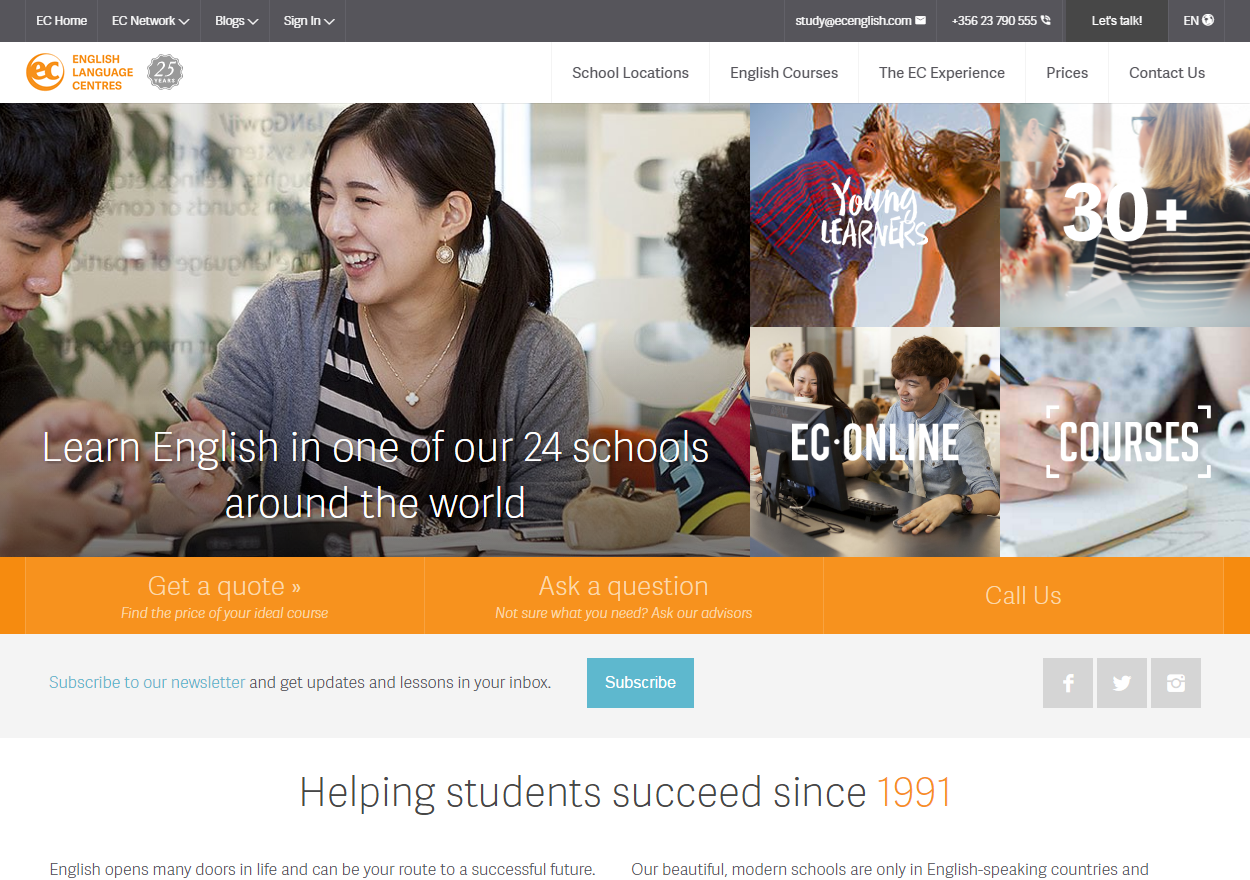 EC Home
EC Network
Blogs
Sign In
study@ecenglish.com
+356 23 790 555
Let's talk!
EN
ec
ENGLISH
LANGUAGE
CENTRES
25
YEARS
School Locations
English Courses
The EC Experience
Prices
Contact Us
Young
LEARNERS
30+
Learn English in one of our 24 schools
around the world
EC·ONLINE
COURSES
Get a quote »
Find the price of your ideal course
Ask a question
Not sure what you need? Ask our advisors
Call Us
Subscribe to our newsletter and get updates and lessons in your inbox.
Subscribe
Helping students succeed since 1991
English opens many doors in life and can be your route to a successful future.
Our beautiful, modern schools are only in English-speaking countries and